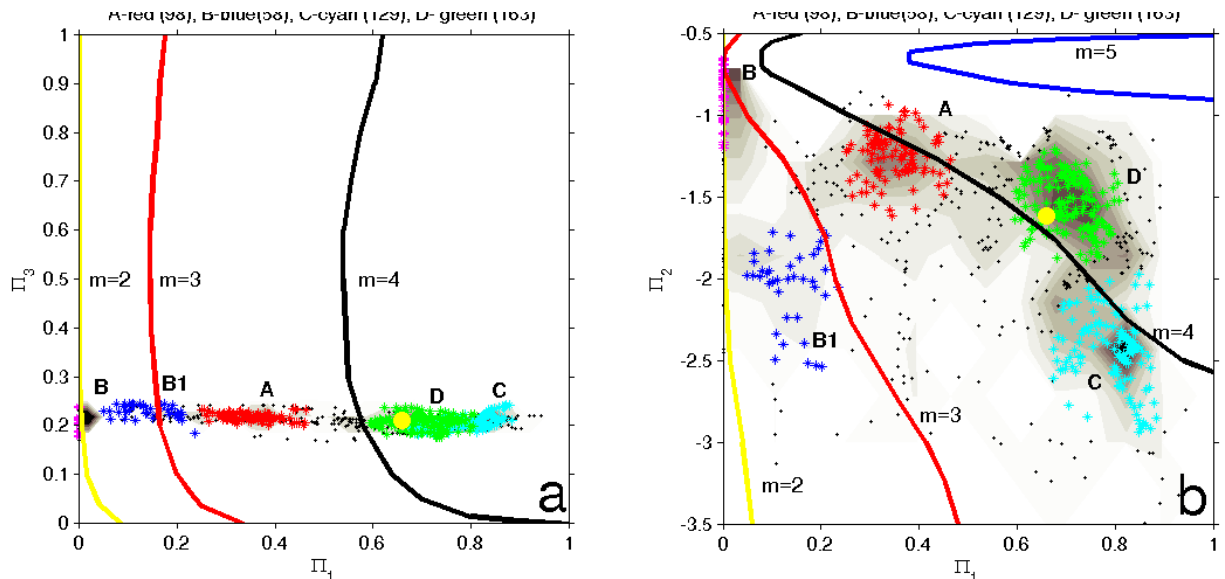 A-red (98), B-blue(58), C-cyan (129), D- green (163)
1
0.9
0.8
0.7
0.6
0.5
0.4
0.3
0.2
0.1
0
Π3
m=3
m=4
m=2
m=3
m=4
B
B1
A
D
C
a
0
0.2
0.4
0.6
0.8
1
Π1
A-red (98), B-blue(58), C-cyan (129), D- green (163)
-0.5
-1
-1.5
-2
-2.5
-3
-3.5
Π2
m=5
B
A
D
B1
m=4
C
m=3
m=2
b
0
0.2
0.4
0.6
0.8
1
Π1